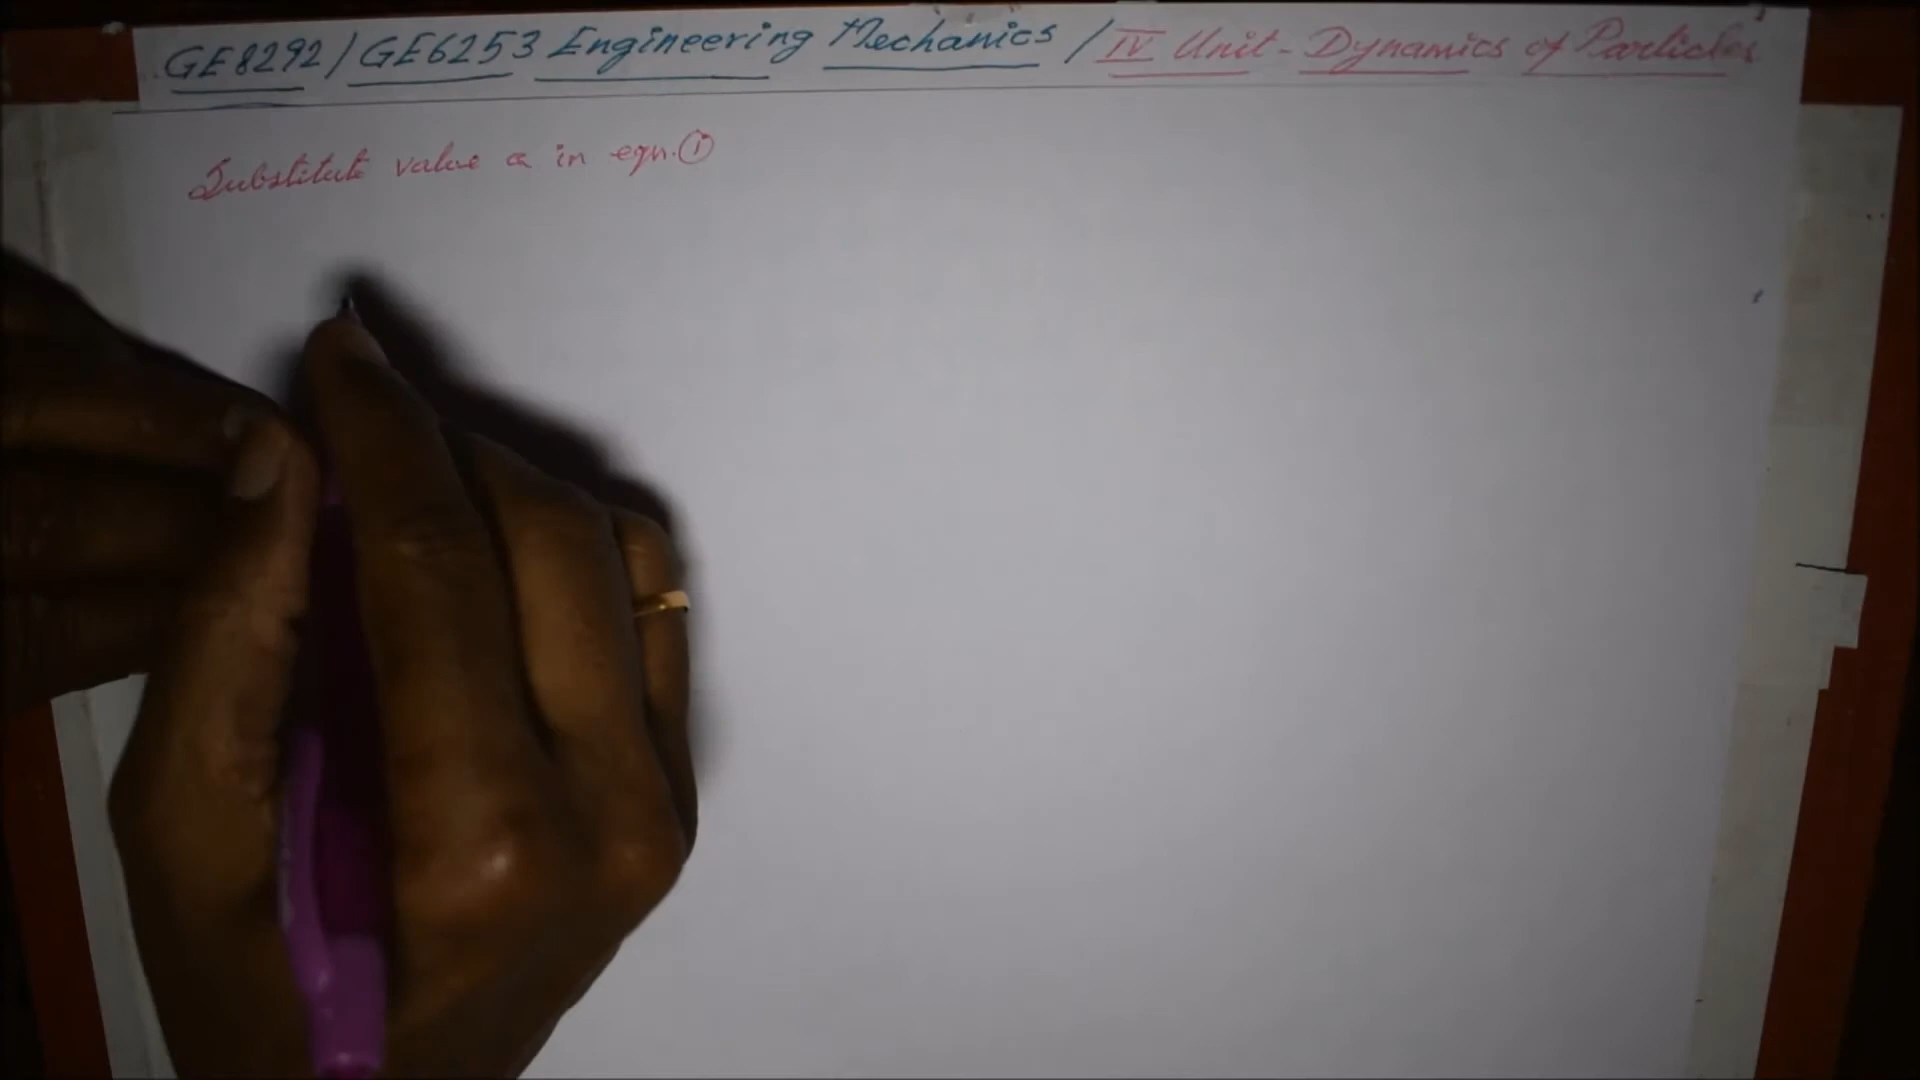 GE8292/GE6253 Engineering Mechanics / IV Unit - Dynamics of Particles
Substitute value a in eqn. ①